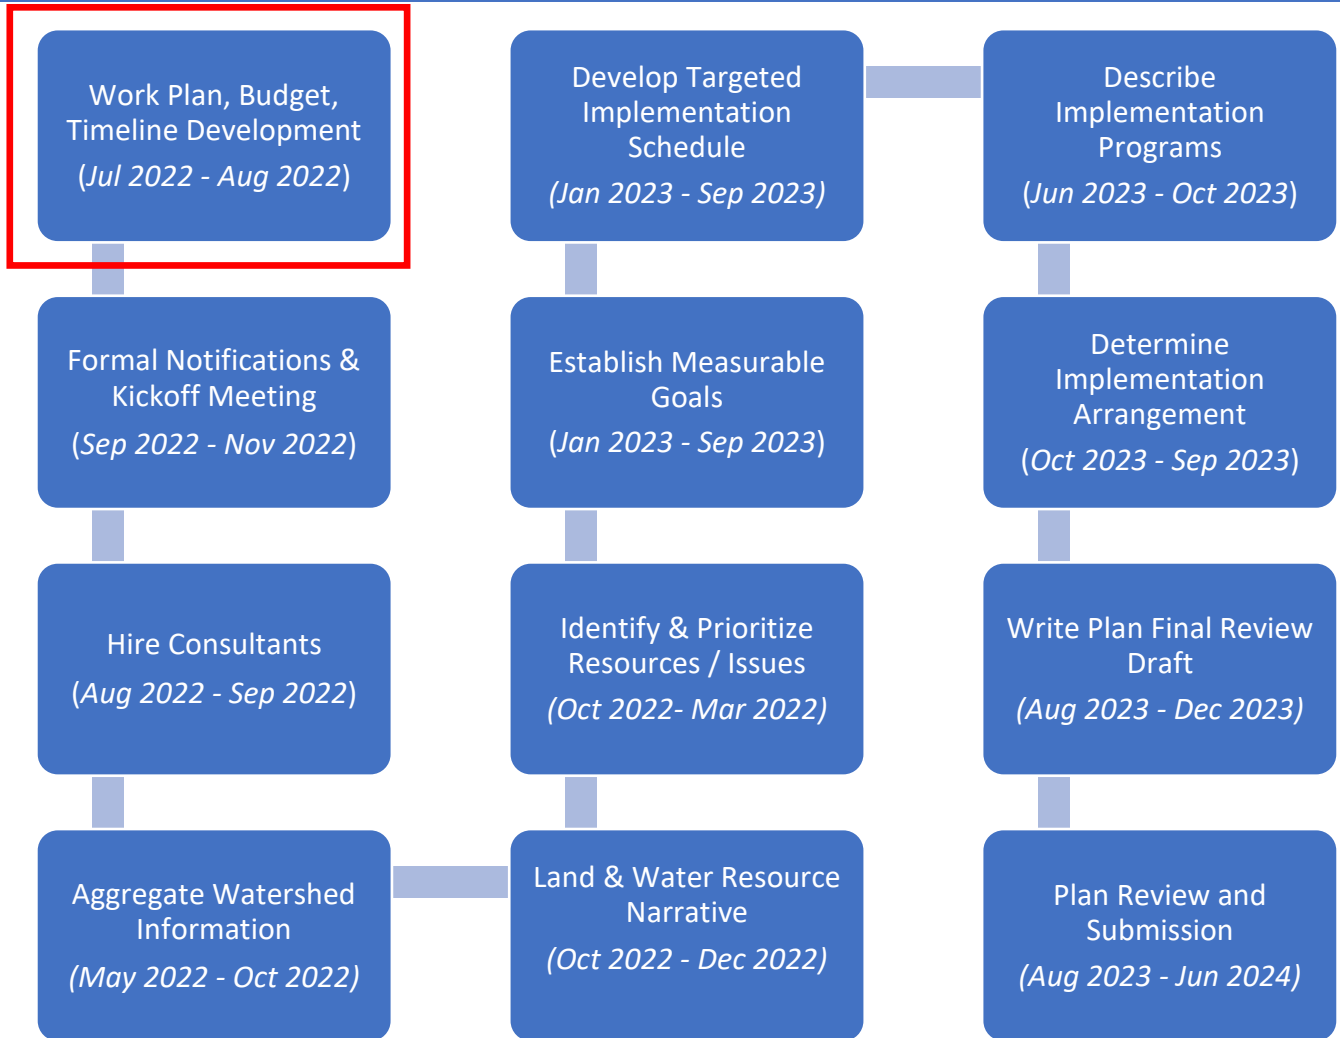 Work Plan, Budget,
Timeline Development
(Jul 2022 - Aug 2022)
Formal Notifications &
Kickoff Meeting
(Sep 2022 - Nov 2022)
Hire Consultants
(Aug 2022 - Sep 2022)
Aggregate Watershed
Information
(May 2022 - Oct 2022)
Land & Water Resource
Narrative
(Oct 2022 - Dec 2022)
Identify & Prioritize
Resources / Issues
(Oct 2022- Mar 2022)
Establish Measurable
Goals
(Jan 2023 - Sep 2023)
Develop Targeted
Implementation
Schedule
(Jan 2023 - Sep 2023)
Describe
Implementation
Programs
(Jun 2023 - Oct 2023)
Determine
Implementation
Arrangement
(Oct 2023 - Sep 2023)
Write Plan Final Review
Draft
(Aug 2023 - Dec 2023)
Plan Review and
Submission
(Aug 2023 - Jun 2024)